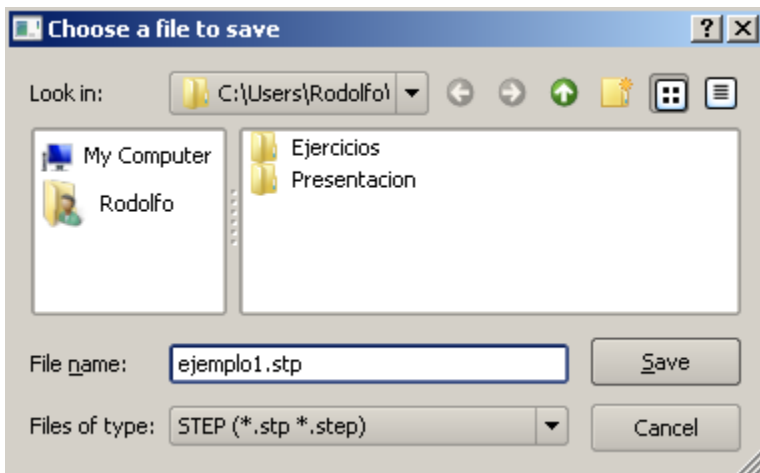 Choose a file to save
Look in: C:\Users\Rodolfo\
My Computer
Rodolfo
Ejercicios
Presentacion
File name: ejemplo1.stp Save
Files of type: STEP (*.stp *.step) Cancel